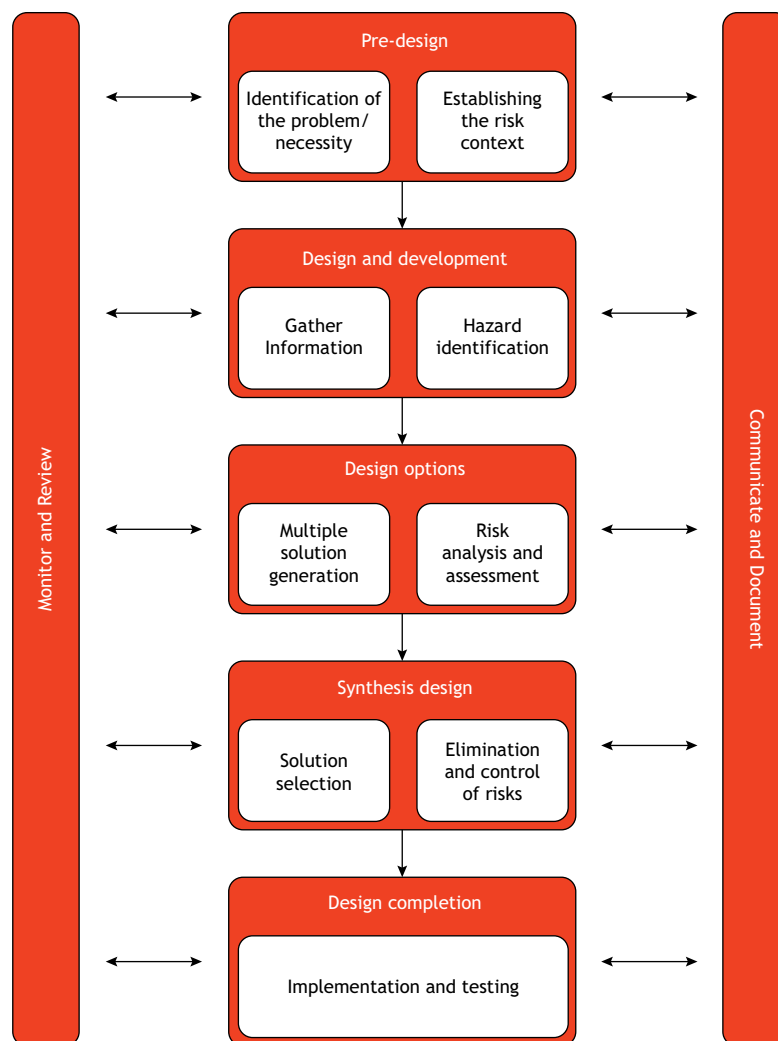 Pre-design
Identification of
the problem/
necessity
Establishing
the risk
context
Design and development
Gather
Information
Hazard
identification
Design options
Multiple
solution
generation
Risk
analysis and
assessment
Synthesis design
Solution
selection
Elimination
and control
of risks
Design completion
Implementation and testing
Monitor and Review
Communicate and Document